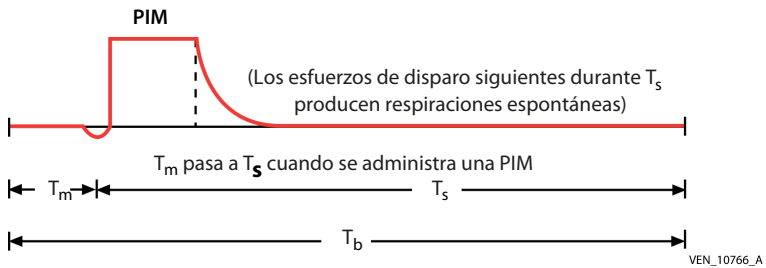 PIM
(Los esfuerzos de disparo siguientes durante Ts
producen respiraciones espontáneas)
Tm pasa a Ts cuando se administra una PIM
Tm
Ts
Tb
VEN_10766_A